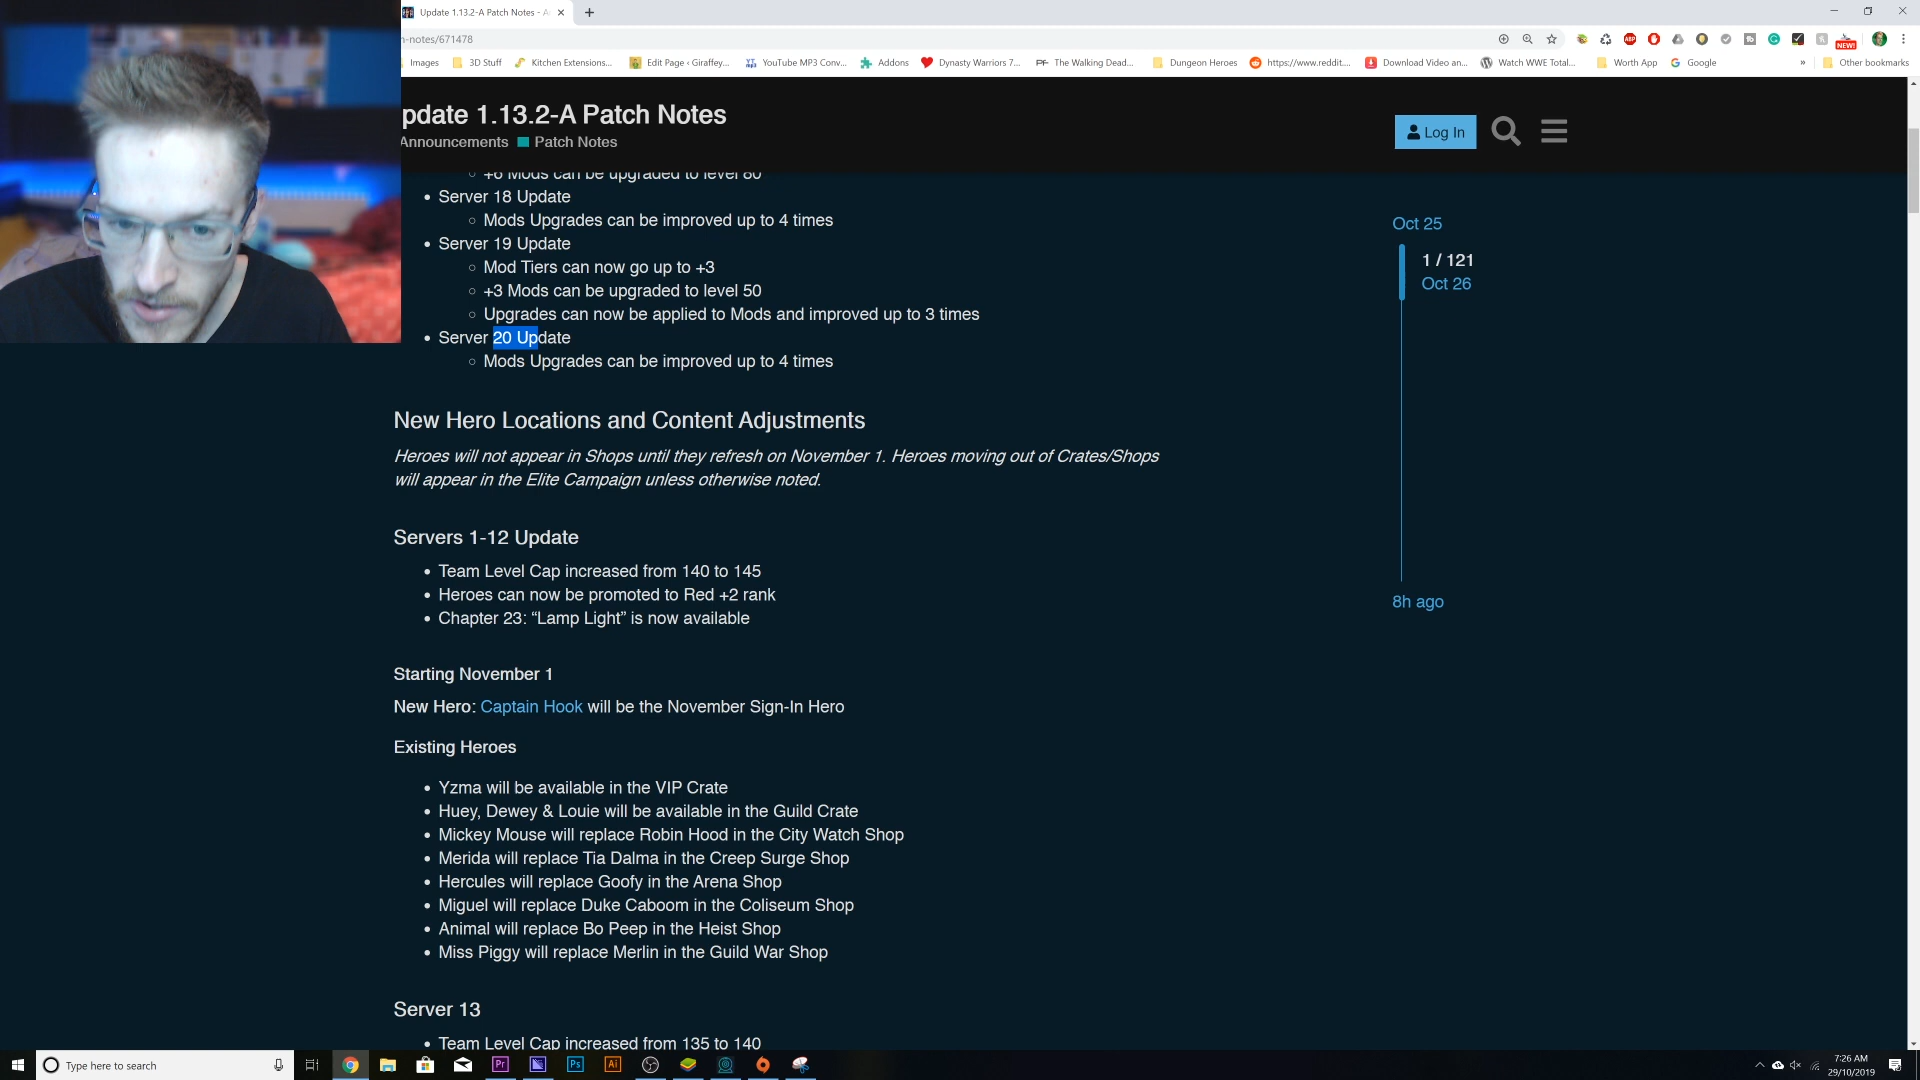 Update 1.13.2-A Patch Notes - A
n-notes/671478
Images
3D Stuff
Kitchen Extensions...
Edit Page ‹ Giraffey...
YouTube MP3 Conv...
Addons
Dynasty Warriors 7...
The Walking Dead...
Dungeon Heroes
https://www.reddit....
Download Video an...
Watch WWE Total...
Worth App
Google
»
Other bookmarks
pdate 1.13.2-A Patch Notes
Announcements
Patch Notes
Log In
+6 Mods can be upgraded to level 80
Server 18 Update
Mods Upgrades can be improved up to 4 times
Server 19 Update
Mod Tiers can now go up to +3
+3 Mods can be upgraded to level 50
Upgrades can now be applied to Mods and improved up to 3 times
Server 20 Update
Mods Upgrades can be improved up to 4 times
Oct 25
1 / 121
Oct 26
8h ago
New Hero Locations and Content Adjustments
Heroes will not appear in Shops until they refresh on November 1. Heroes moving out of Crates/Shops
will appear in the Elite Campaign unless otherwise noted.
Servers 1-12 Update
Team Level Cap increased from 140 to 145
Heroes can now be promoted to Red +2 rank
Chapter 23: “Lamp Light” is now available
Starting November 1
New Hero: Captain Hook will be the November Sign-In Hero
Existing Heroes
Yzma will be available in the VIP Crate
Huey, Dewey & Louie will be available in the Guild Crate
Mickey Mouse will replace Robin Hood in the City Watch Shop
Merida will replace Tia Dalma in the Creep Surge Shop
Hercules will replace Goofy in the Arena Shop
Miguel will replace Duke Caboom in the Coliseum Shop
Animal will replace Bo Peep in the Heist Shop
Miss Piggy will replace Merlin in the Guild War Shop
Server 13
Team Level Cap increased from 135 to 140
Type here to search
Pr
Ps
Ai
7:26 AM
29/10/2019
ABP
NEW!